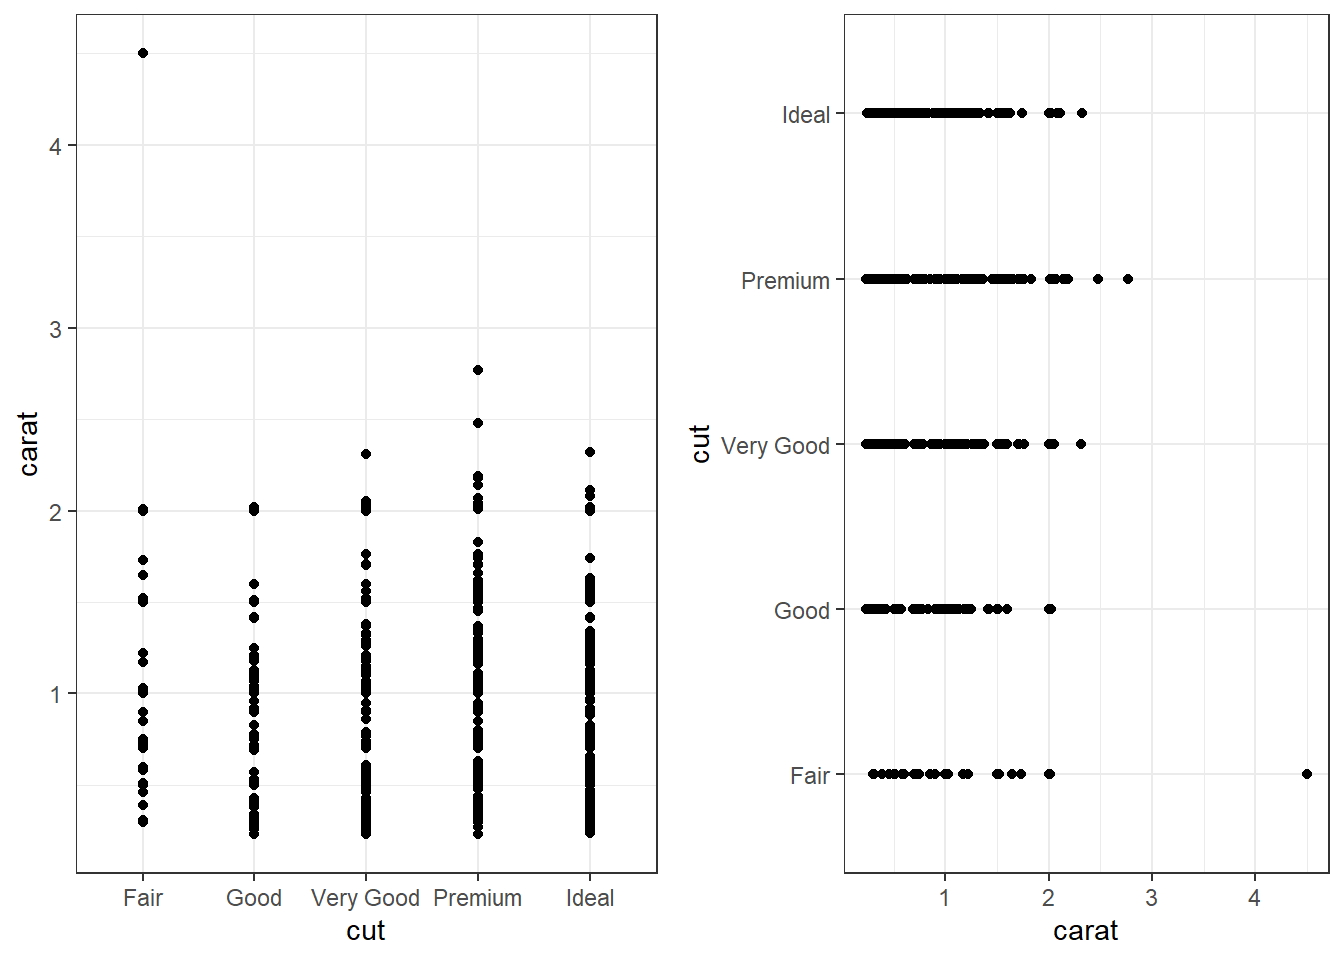 4
3
2
1
carat
Fair Good Very Good Premium Ideal
cut
Ideal
Premium
Very Good
Good
Fair
cut
1 2 3 4
carat